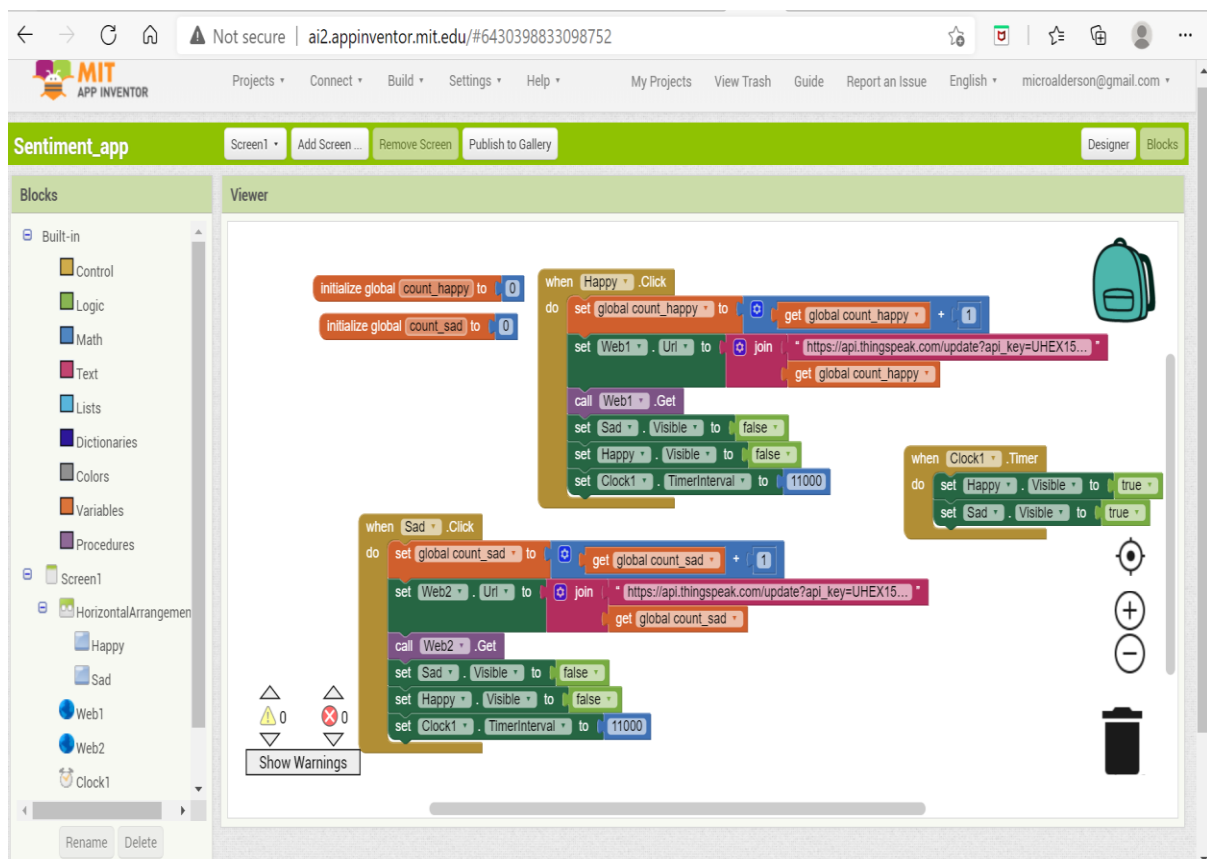 Not secure | ai2.appinventor.mit.edu/#6430398833098752
MIT
APP INVENTOR
Projects Connect Build Settings Help My Projects View Trash Guide Report an Issue English microalderson@gmail.com
Sentiment_app Screen1 Add Screen ... Remove Screen Publish to Gallery Designer Blocks
Blocks Viewer
Built-in
Control
Logic
Math
Text
Lists
Dictionaries
Colors
Variables
Procedures
Screen1
HorizontalArrangemen
Happy
Sad
Web1
Web2
Clock1
Rename Delete
initialize global count_happy to 0
initialize global count_sad to 0
when Happy .Click
do set global count_happy to get global count_happy + 1
set Web1 . Url to join " https://api.thingspeak.com/update?api_key=UHEX15... "
get global count_happy
call Web1 .Get
set Sad . Visible to false
set Happy . Visible to false
set Clock1 . TimerInterval to 11000
when Clock1 .Timer
do set Happy . Visible to true
set Sad . Visible to true
when Sad .Click
do set global count_sad to get global count_sad + 1
set Web2 . Url to join " https://api.thingspeak.com/update?api_key=UHEX15... "
get global count_sad
call Web2 .Get
set Sad . Visible to false
set Happy . Visible to false
set Clock1 . TimerInterval to 11000
0 0
Show Warnings